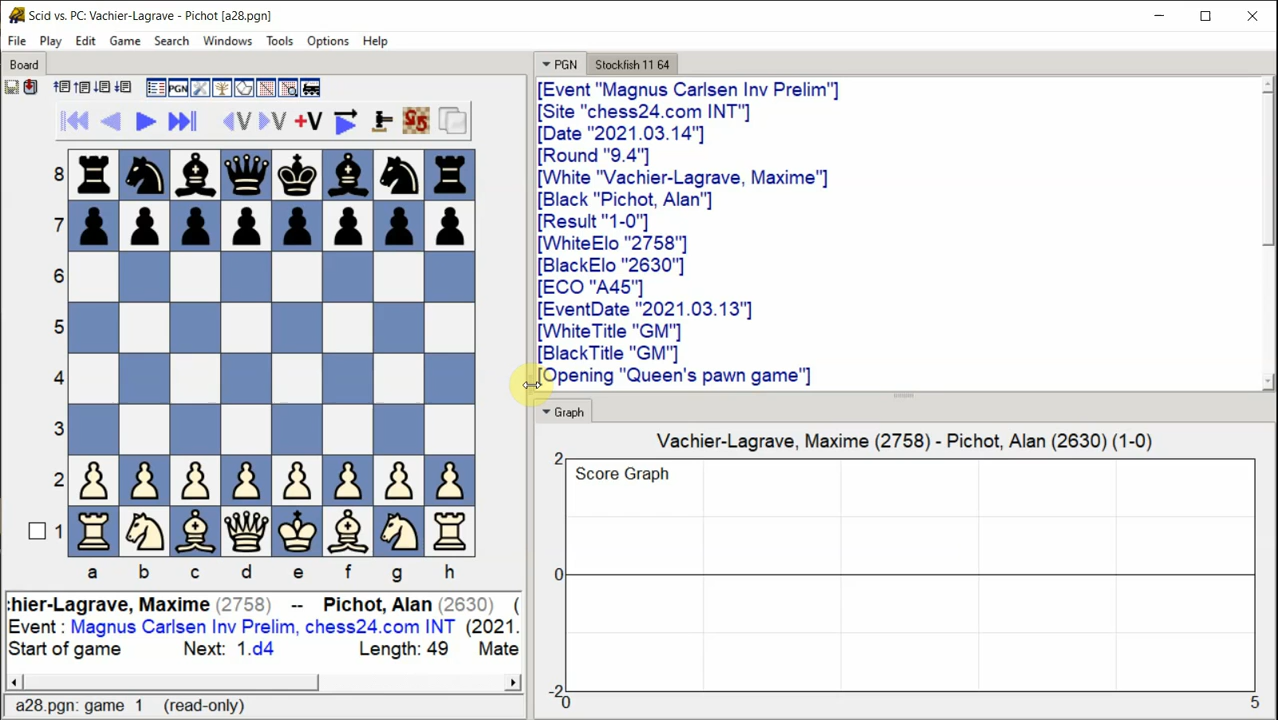 Scid vs. PC: Vachier-Lagrave - Pichot [a28.pgn]
File Play Edit Game Search Windows Tools Options Help
Board
PGN
V V +V
8
7
6
5
4
3
2
1
a b c d e f g h
:hier-Lagrave, Maxime (2758) -- Pichot, Alan (2630) (
Event : Magnus Carlsen Inv Prelim, chess24.com INT (2021.
Start of game Next: 1.d4 Length: 49 Mate
a28.pgn: game 1 (read-only)
PGN Stockfish 11 64
[Event "Magnus Carlsen Inv Prelim"]
[Site "chess24.com INT"]
[Date "2021.03.14"]
[Round "9.4"]
[White "Vachier-Lagrave, Maxime"]
[Black "Pichot, Alan"]
[Result "1-0"]
[WhiteElo "2758"]
[BlackElo "2630"]
[ECO "A45"]
[EventDate "2021.03.13"]
[WhiteTitle "GM"]
[BlackTitle "GM"]
[Opening "Queen's pawn game"]
Graph
Vachier-Lagrave, Maxime (2758) - Pichot, Alan (2630) (1-0)
2
Score Graph
0
-2
0 5